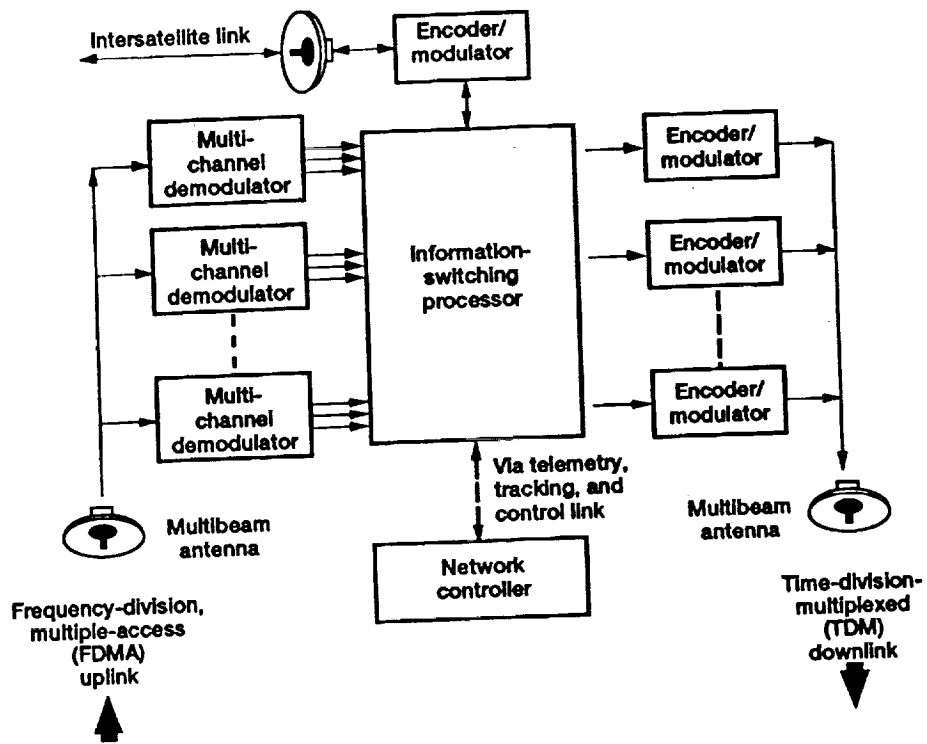 Intersatellite link
Encoder/
modulator
Multi-
channel
demodulator
Encoder/
modulator
Multi-
channel
demodulator
Information-
switching
processor
Encoder/
modulator
Multi-
channel
demodulator
Encoder/
modulator
Via telemetry,
tracking, and
control link
Multibeam
antenna
Multibeam
antenna
Network
controller
Frequency-division,
multiple-access
(FDMA)
uplink
Time-division-
multiplexed
(TDM)
downlink